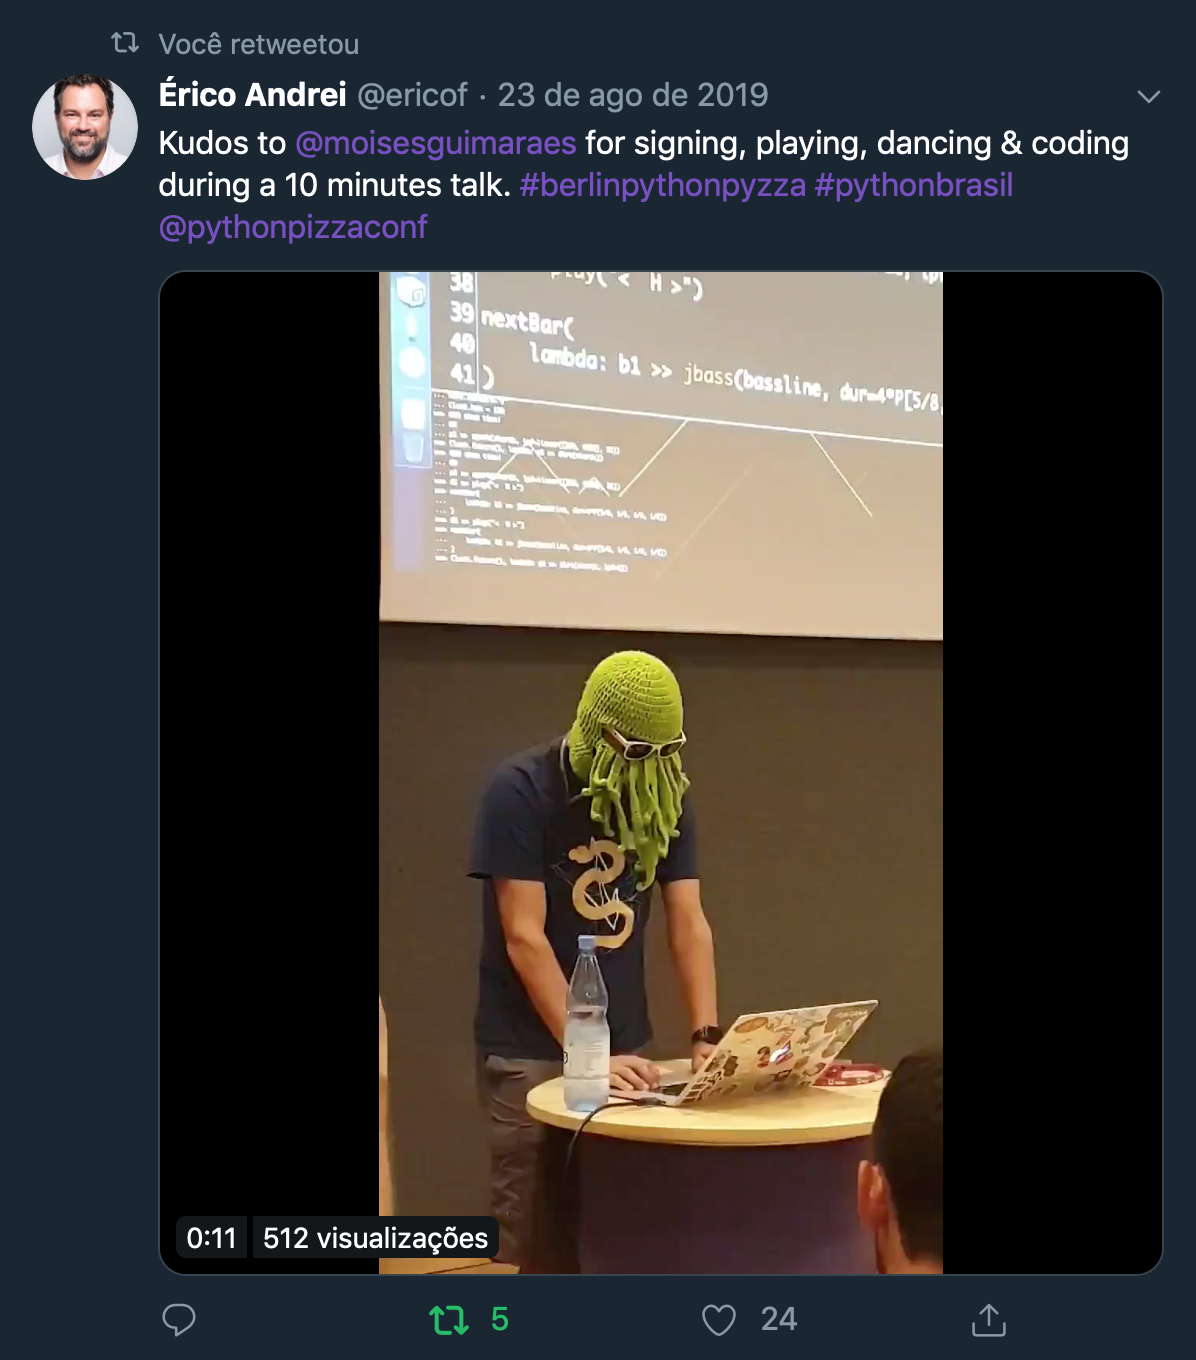 Você retweetou
Érico Andrei @ericof · 23 de ago de 2019
Kudos to @moisesguimaraes for signing, playing, dancing & coding
during a 10 minutes talk. #berlinpythonpyzza #pythonbrasil
@pythonpizzaconf
38 play("< H >")
39 nextBar(
40 lambda: b1 >> jbass(bassline, dur=4*P[5/8,
41 )
0:11 512 visualizações
5 24